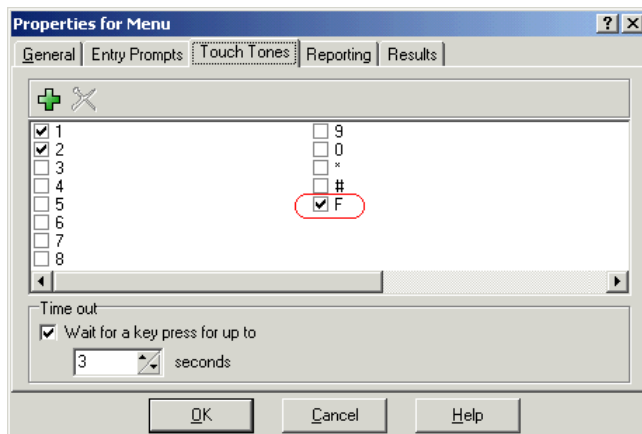 Properties for Menu
General Entry Prompts Touch Tones Reporting Results
1
2
3
4
5
6
7
8
9
0
*
#
F
Time out
Wait for a key press for up to
3 seconds
OK Cancel Help